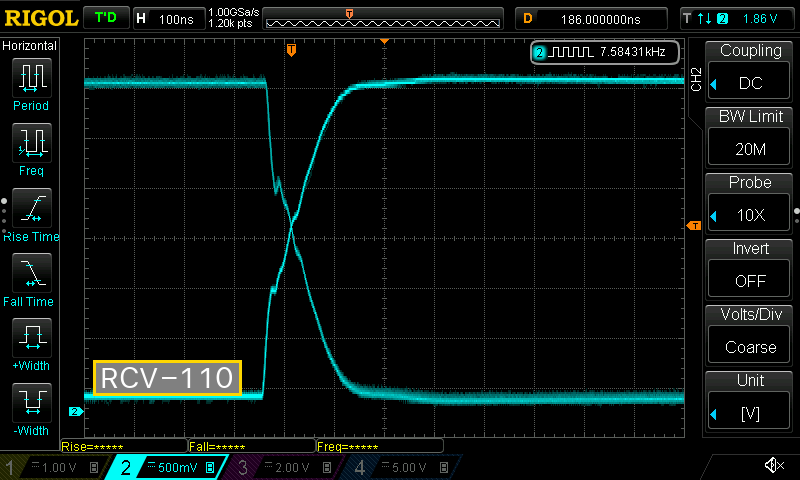 RIGOL T'D H 100ns 1.00GSa/s 1.20k pts D 186.000000ns T 2 1.86 V
Horizontal
Period
Freq
Rise Time
Fall Time
+Width
-Width
T
2 7.58431kHz
T
2
RCV-110
Rise=***** Fall=***** Freq=*****
CH2
Coupling
DC
BW Limit
20M
Probe
10X
Invert
OFF
Volts/Div
Coarse
Unit
[V]
1 1.00 V B 2 500mV B 3 2.00 V B 4 5.00 V B